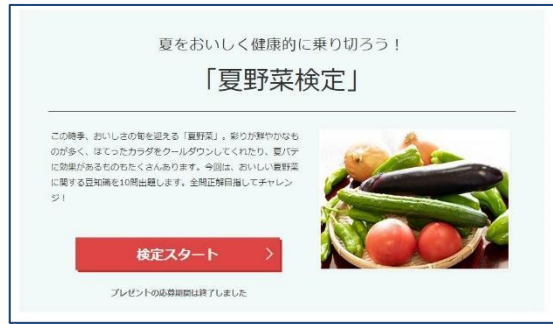 夏をおいしく健康的に乗り切ろう！
「夏野菜検定」
この時季、おいしさの旬を迎える「夏野菜」。彩りが鮮やかなも
のが多く、ほてったカラダをクールダウンしてくれたり、夏バテ
に効果があるものもたくさんあります。今回は、おいしい夏野菜
に関する豆知識を10問出題します。全問正解目指してチャレン
ジ！
検定スタート
プレゼントの応募期間は終了しました